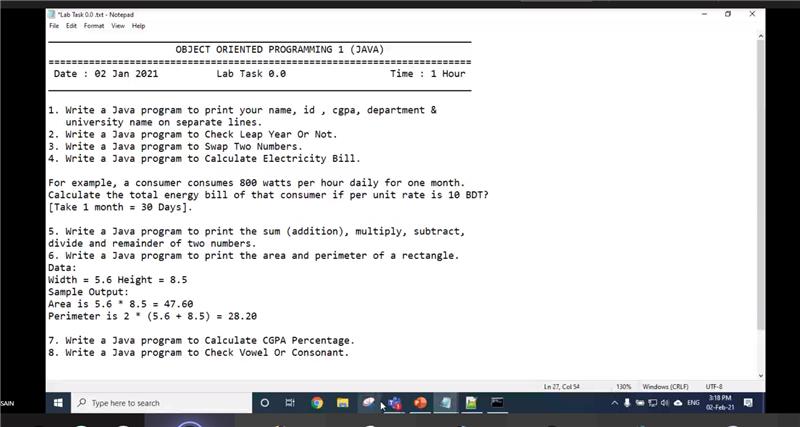 *Lab Task 0.0 .txt - Notepad
File Edit Format View Help
OBJECT ORIENTED PROGRAMMING 1 (JAVA)
Date : 02 Jan 2021 Lab Task 0.0 Time : 1 Hour
1. Write a Java program to print your name, id , cgpa, department &
university name on separate lines.
2. Write a Java program to Check Leap Year Or Not.
3. Write a Java program to Swap Two Numbers.
4. Write a Java program to Calculate Electricity Bill.
For example, a consumer consumes 800 watts per hour daily for one month.
Calculate the total energy bill of that consumer if per unit rate is 10 BDT?
[Take 1 month = 30 Days].
5. Write a Java program to print the sum (addition), multiply, subtract,
divide and remainder of two numbers.
6. Write a Java program to print the area and perimeter of a rectangle.
Data:
Width = 5.6 Height = 8.5
Sample Output:
Area is 5.6 * 8.5 = 47.60
Perimeter is 2 * (5.6 + 8.5) = 28.20
7. Write a Java program to Calculate CGPA Percentage.
8. Write a Java program to Check Vowel Or Consonant.
Ln 27, Col 54 130% Windows (CRLF) UTF-8
SAIN
Type here to search
ENG
3:18 PM
02-Feb-21